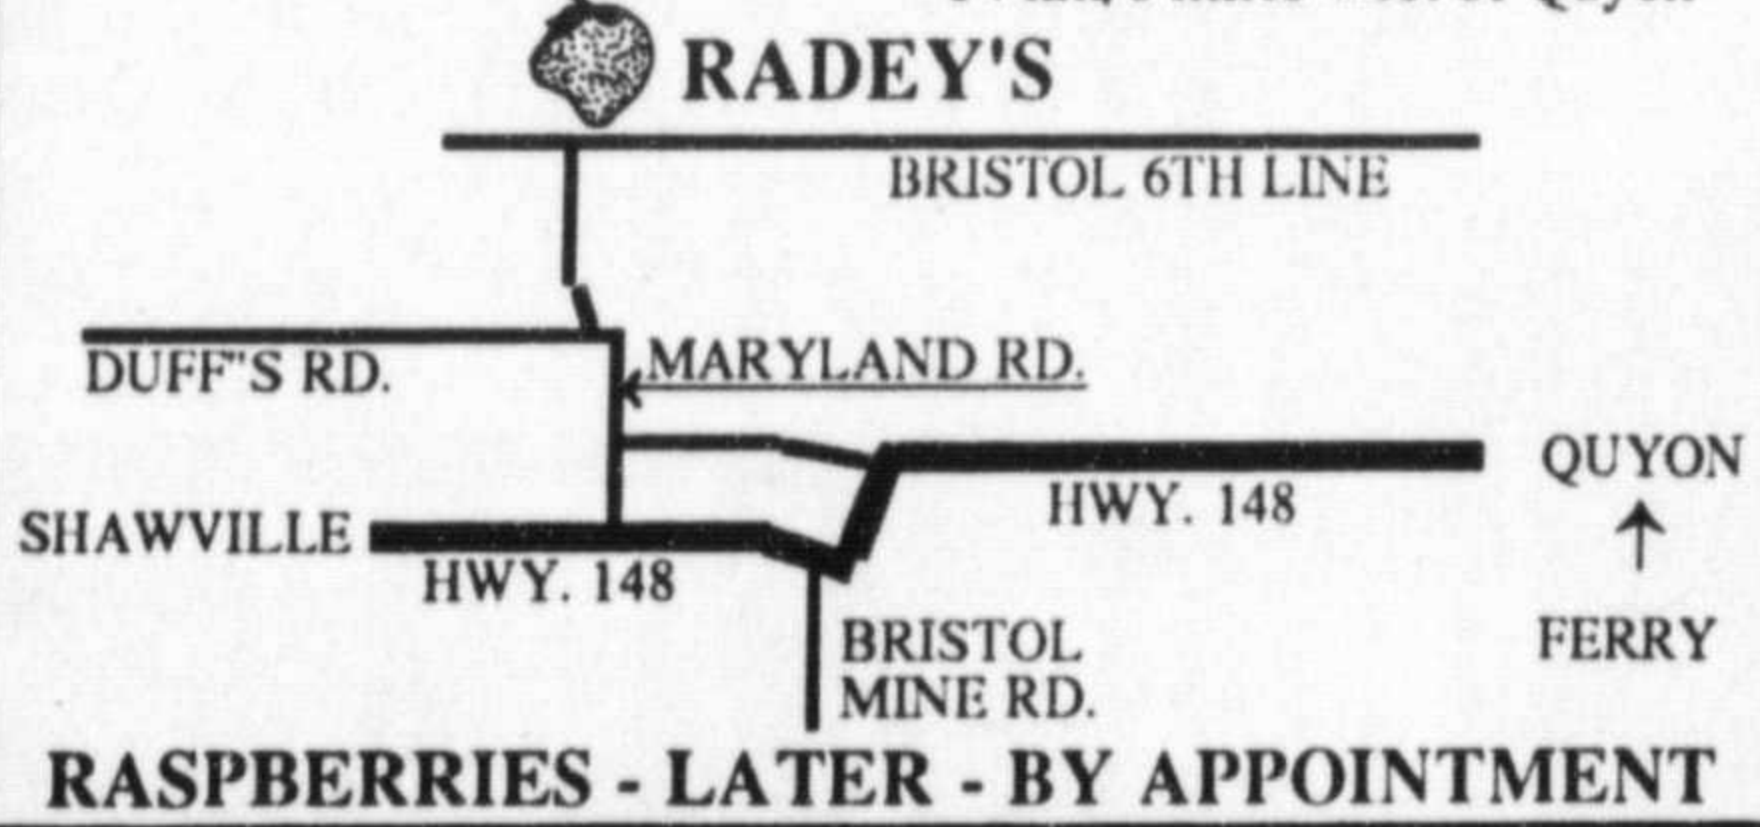 RADEY'S
BRISTOL 6TH LINE
MARYLAND RD.
DUFF"S RD.
QUYON
HWY. 148
SHAWVILLE
HWY. 148
BRISTOL
MINE RD.
FERRY
RASPBERRIES - LATER - BY APPOINTMENT